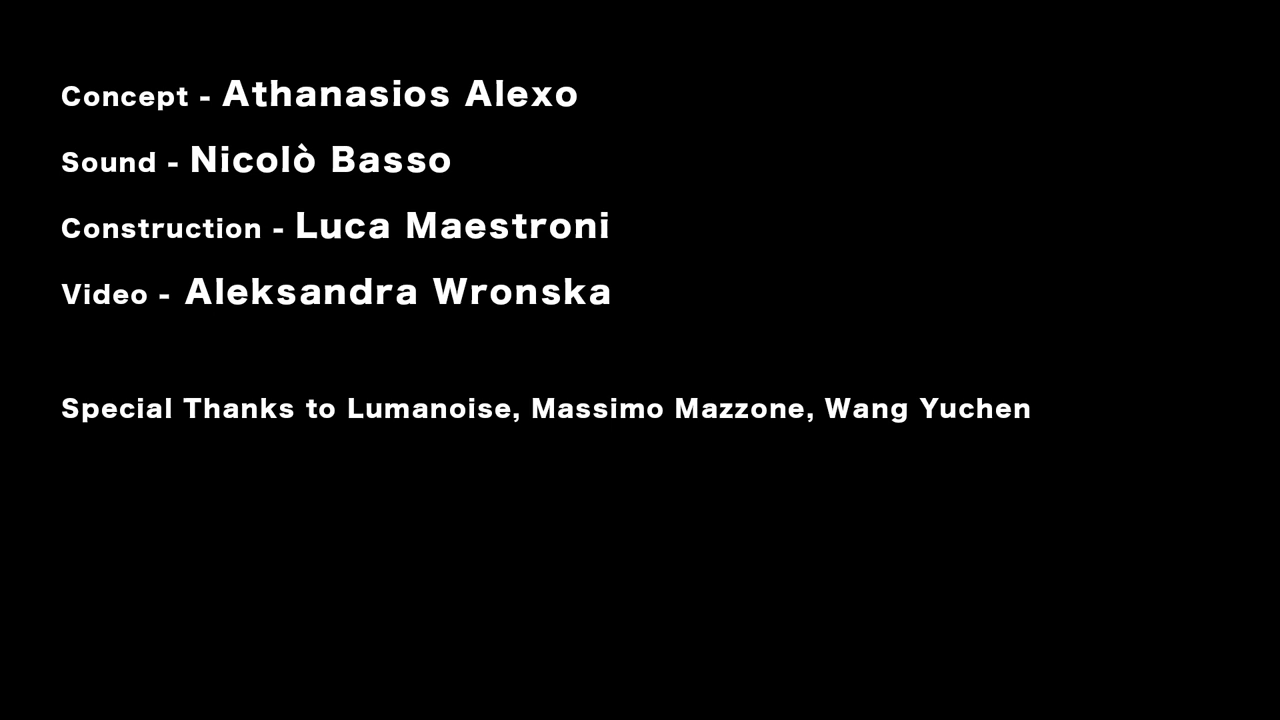 Concept - Athanasios Alexo
Sound - Nicolò Basso
Construction - Luca Maestroni
Video - Aleksandra Wronska
Special Thanks to Lumanoise, Massimo Mazzone, Wang Yuchen